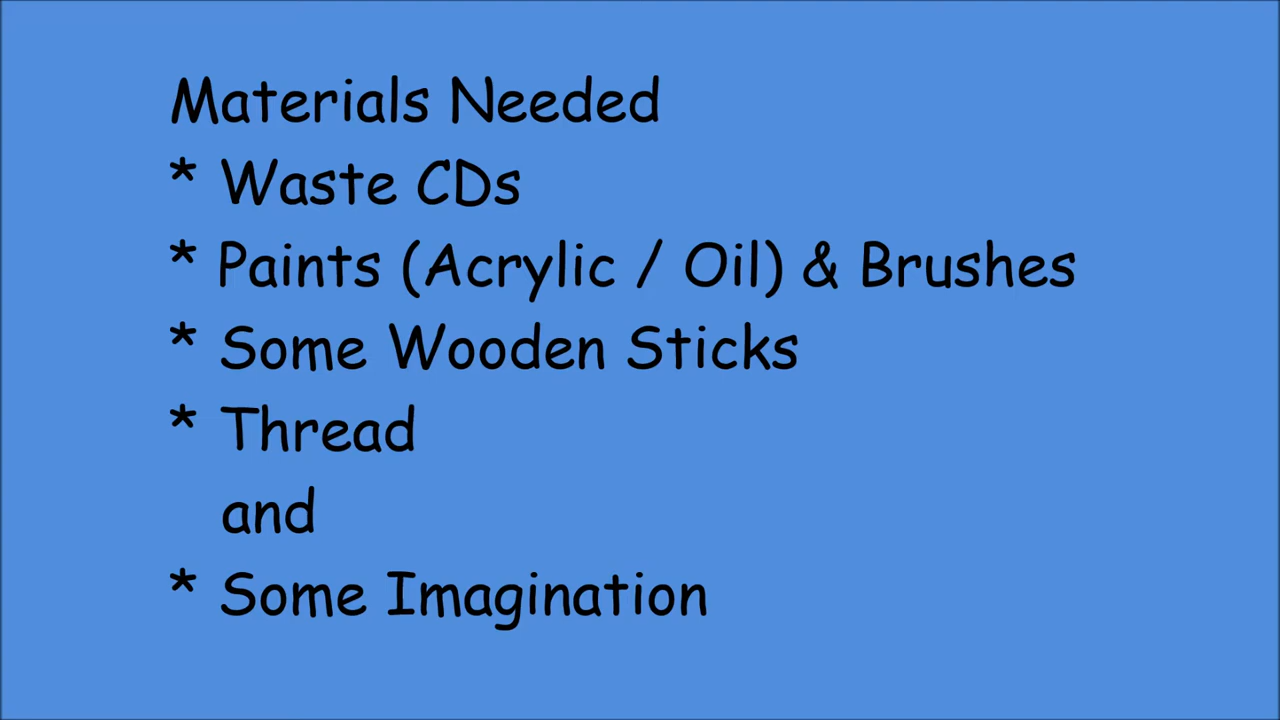 Materials Needed
* Waste CDs
* Paints (Acrylic / Oil) & Brushes
* Some Wooden Sticks
* Thread
and
* Some Imagination